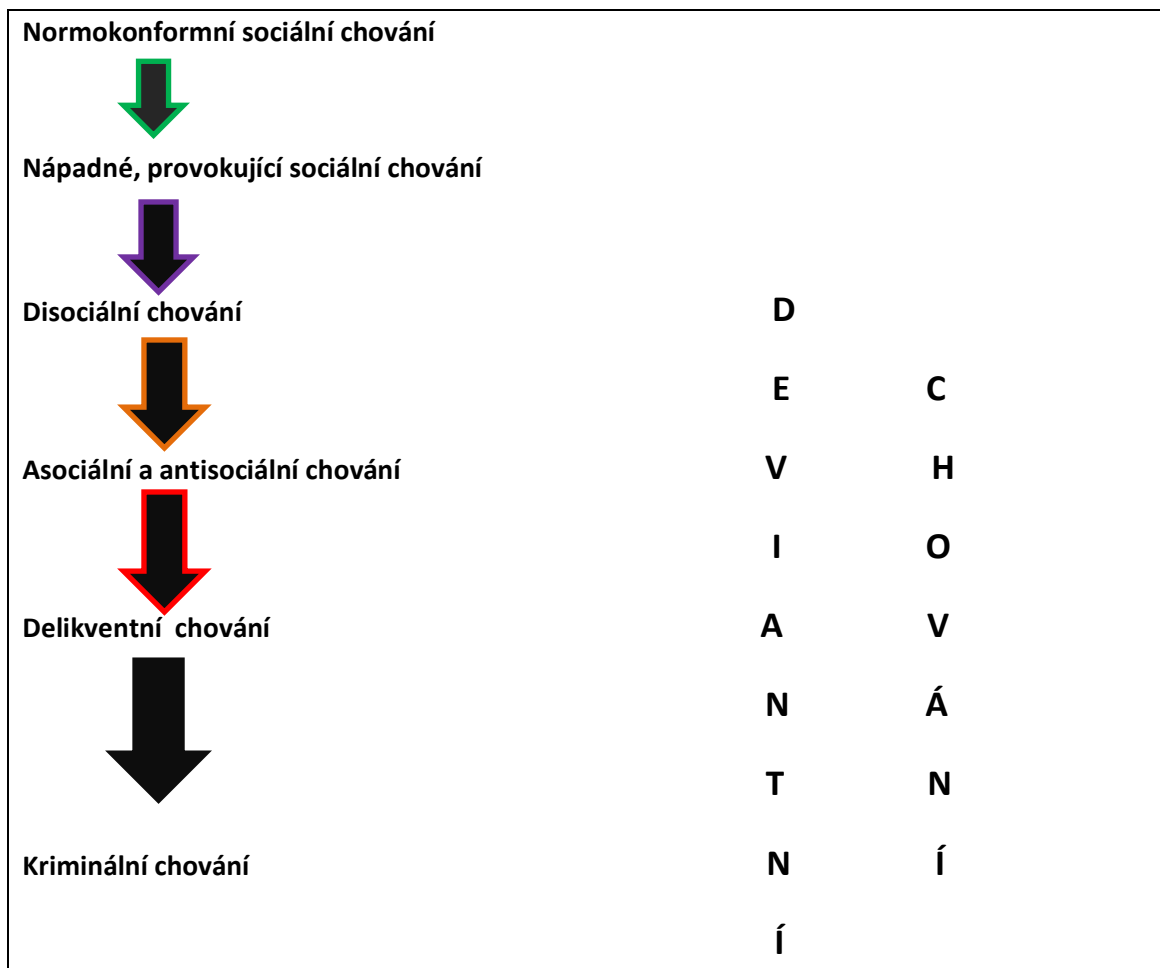 Normokonformní sociální chování
Nápadné, provokující sociální chování
Disociální chování
Asociální a antisociální chování
Delikventní  chování
Kriminální chování
D
E
V
I
A
N
T
N
Í
C
H
O
V
Á
N
Í